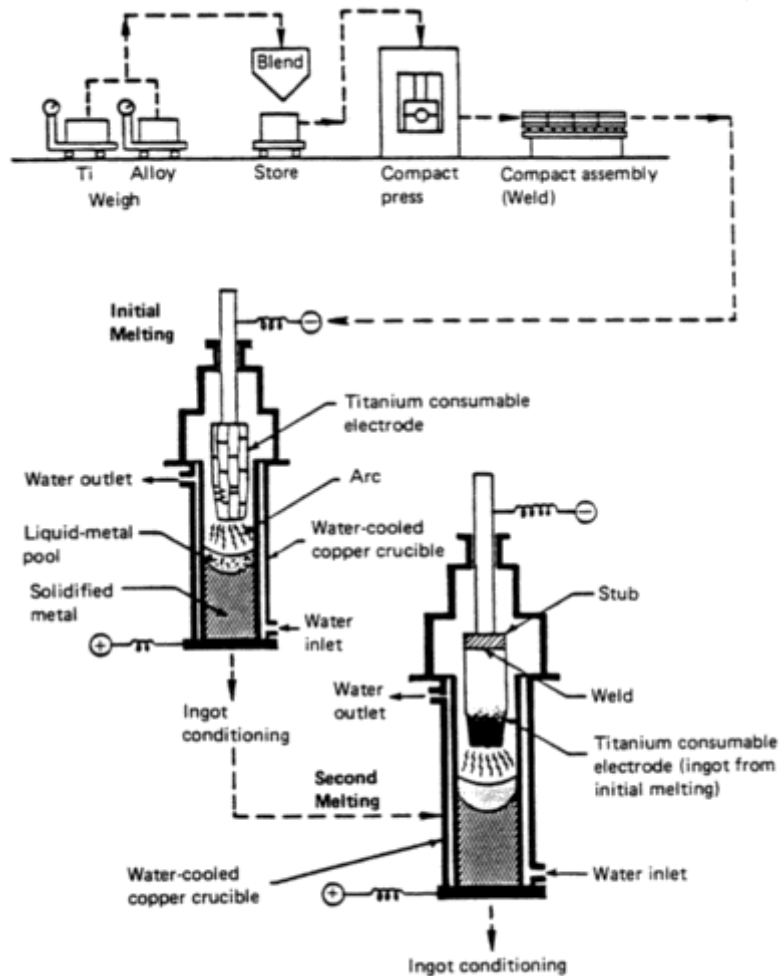 Blend
Ti Alloy
Weigh
Store
Compact
press
Compact assembly
(Weld)
Initial
Melting
−
Titanium consumable
electrode
Water outlet
Arc
Liquid-metal
pool
Water-cooled
copper crucible
Solidified
metal
Water
inlet
+
Ingot
conditioning
−
Stub
Water
outlet
Weld
Titanium consumable
electrode (ingot from
initial melting)
Second
Melting
Water-cooled
copper crucible
Water inlet
+
Ingot conditioning